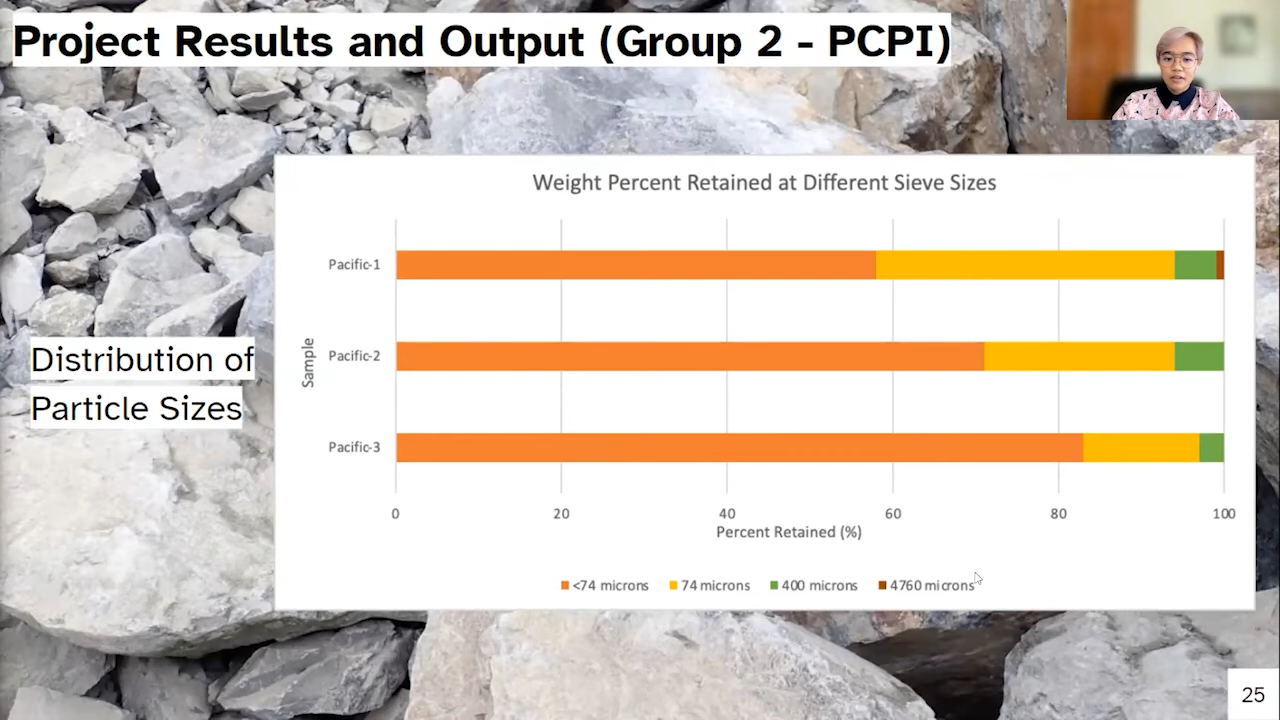 Project Results and Output (Group 2 - PCPI)
Distribution of
Particle Sizes
Weight Percent Retained at Different Sieve Sizes
Sample
Pacific-1
Pacific-2
Pacific-3
0 20 40 60 80 100
Percent Retained (%)
<74 microns 74 microns 400 microns 4760 microns
25